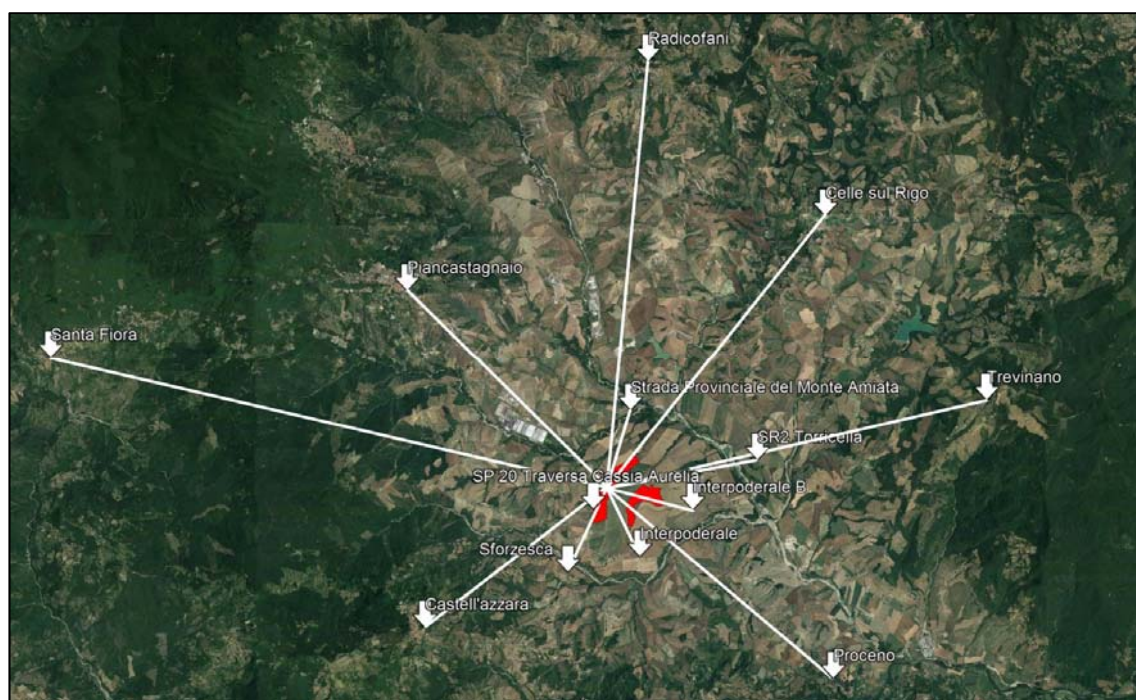 Radicofani
Celle sul Rigo
Piancastagnaio
Santa Fiora
Trevinano
Strada Provinciale del Monte Amiata
SR2 Torricella
SP 20 Traversa Cassia Aurelia
Interpoderale B
Interpoderale
Sforzesca
Castell'azzara
Proceno